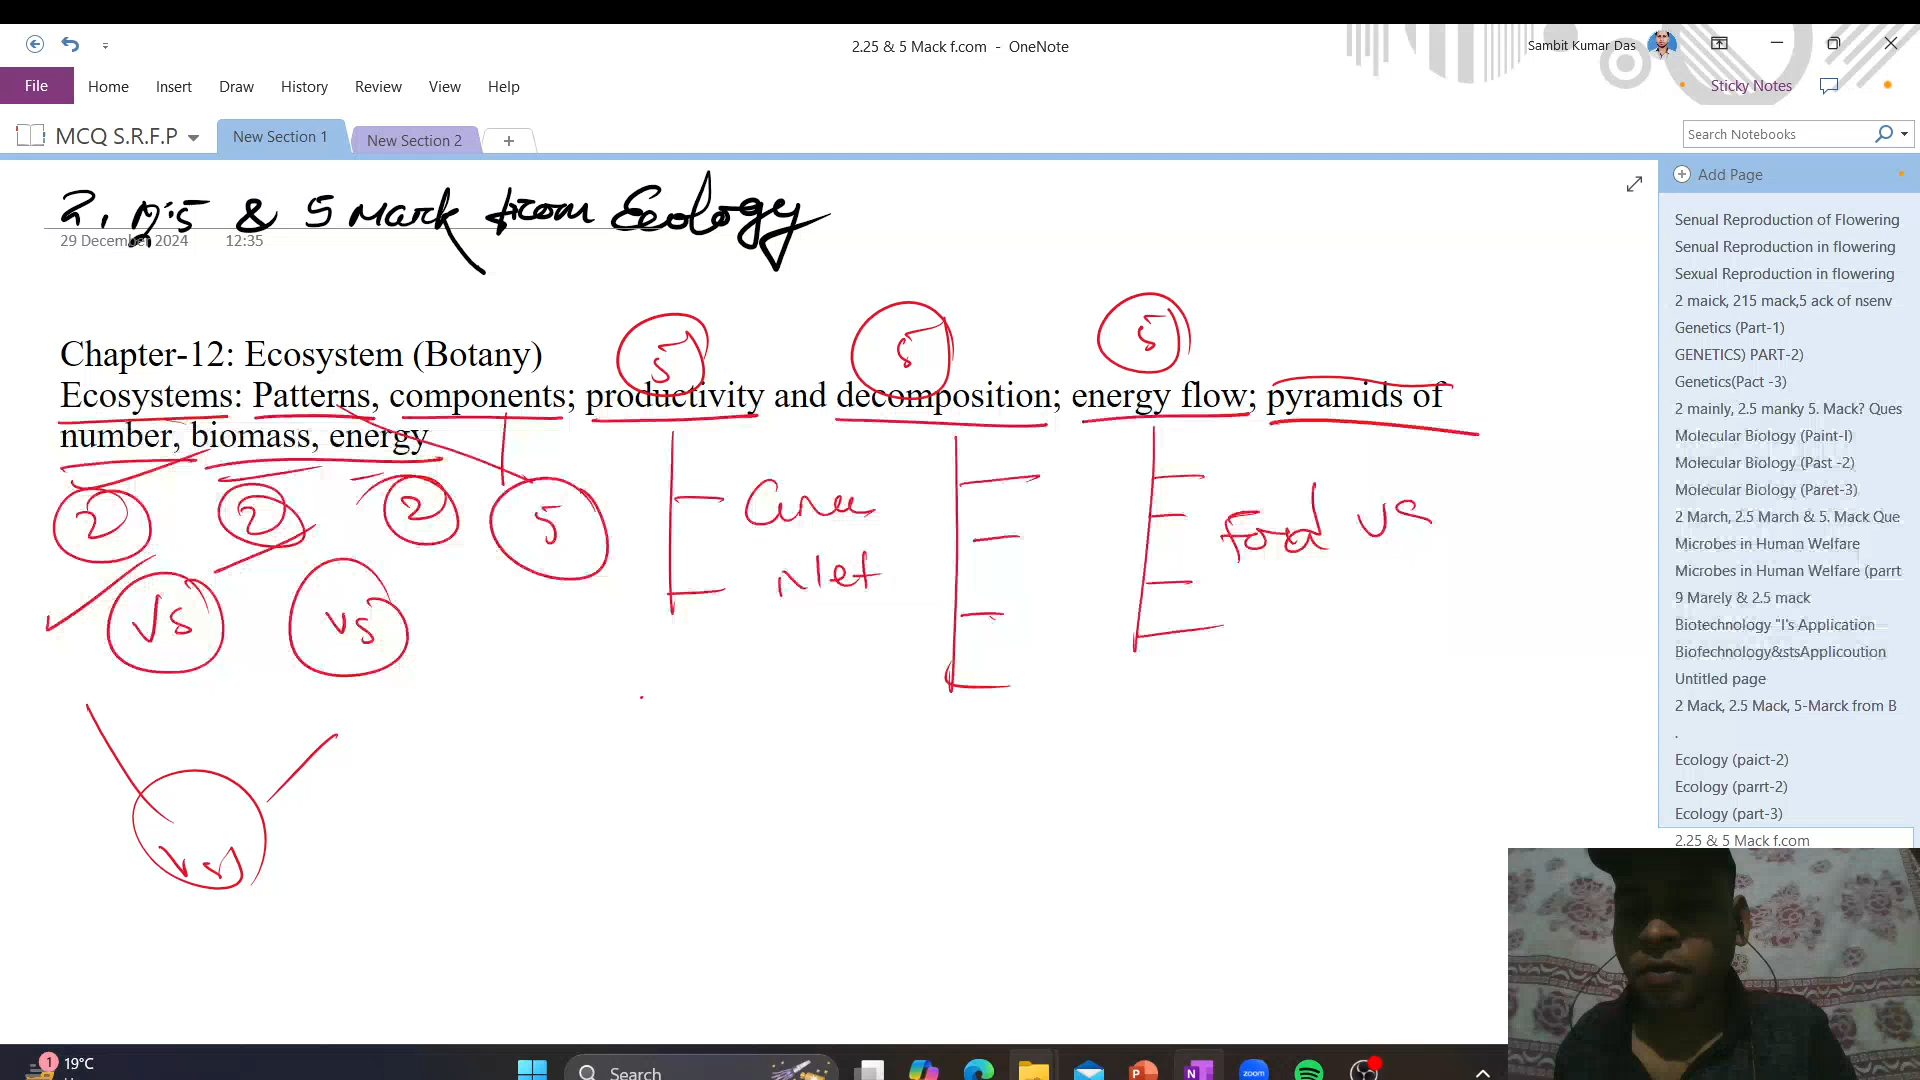 2.25 & 5 Mack f.com - OneNote
Sambit Kumar Das
File Home Insert Draw History Review View Help
Sticky Notes
MCQ S.R.F.P New Section 1 New Section 2 +
Search Notebooks
Add Page
2. 2.5 & 5 Mark from Ecology
29 December 2024 12:35
Senual Reproduction of Flowering
Senual Reproduction in flowering
Sexual Reproduction in flowering
2 maick, 215 mack,5 ack of nsenv
Genetics (Part-1)
GENETICS) PART-2)
Genetics(Pact -3)
2 mainly, 2.5 manky 5. Mack? Ques
Molecular Biology (Paint-I)
Molecular Biology (Past -2)
Molecular Biology (Paret-3)
2 March, 2.5 March & 5. Mack Que
Microbes in Human Welfare
Microbes in Human Welfare (parrt
9 Marely & 2.5 mack
Biotechnology "I's Application
Biofechnology&stsApplicoution
Untitled page
2 Mack, 2.5 Mack, 5-Marck from B
.
Ecology (paict-2)
Ecology (parrt-2)
Ecology (part-3)
2.25 & 5 Mack f.com
5 5 5
Chapter-12: Ecosystem (Botany)
Ecosystems: Patterns, components; productivity and decomposition; energy flow; pyramids of
number, biomass, energy
2 2 2 5
Food vs
vs vs
vs
1 19°C
Search
zoom